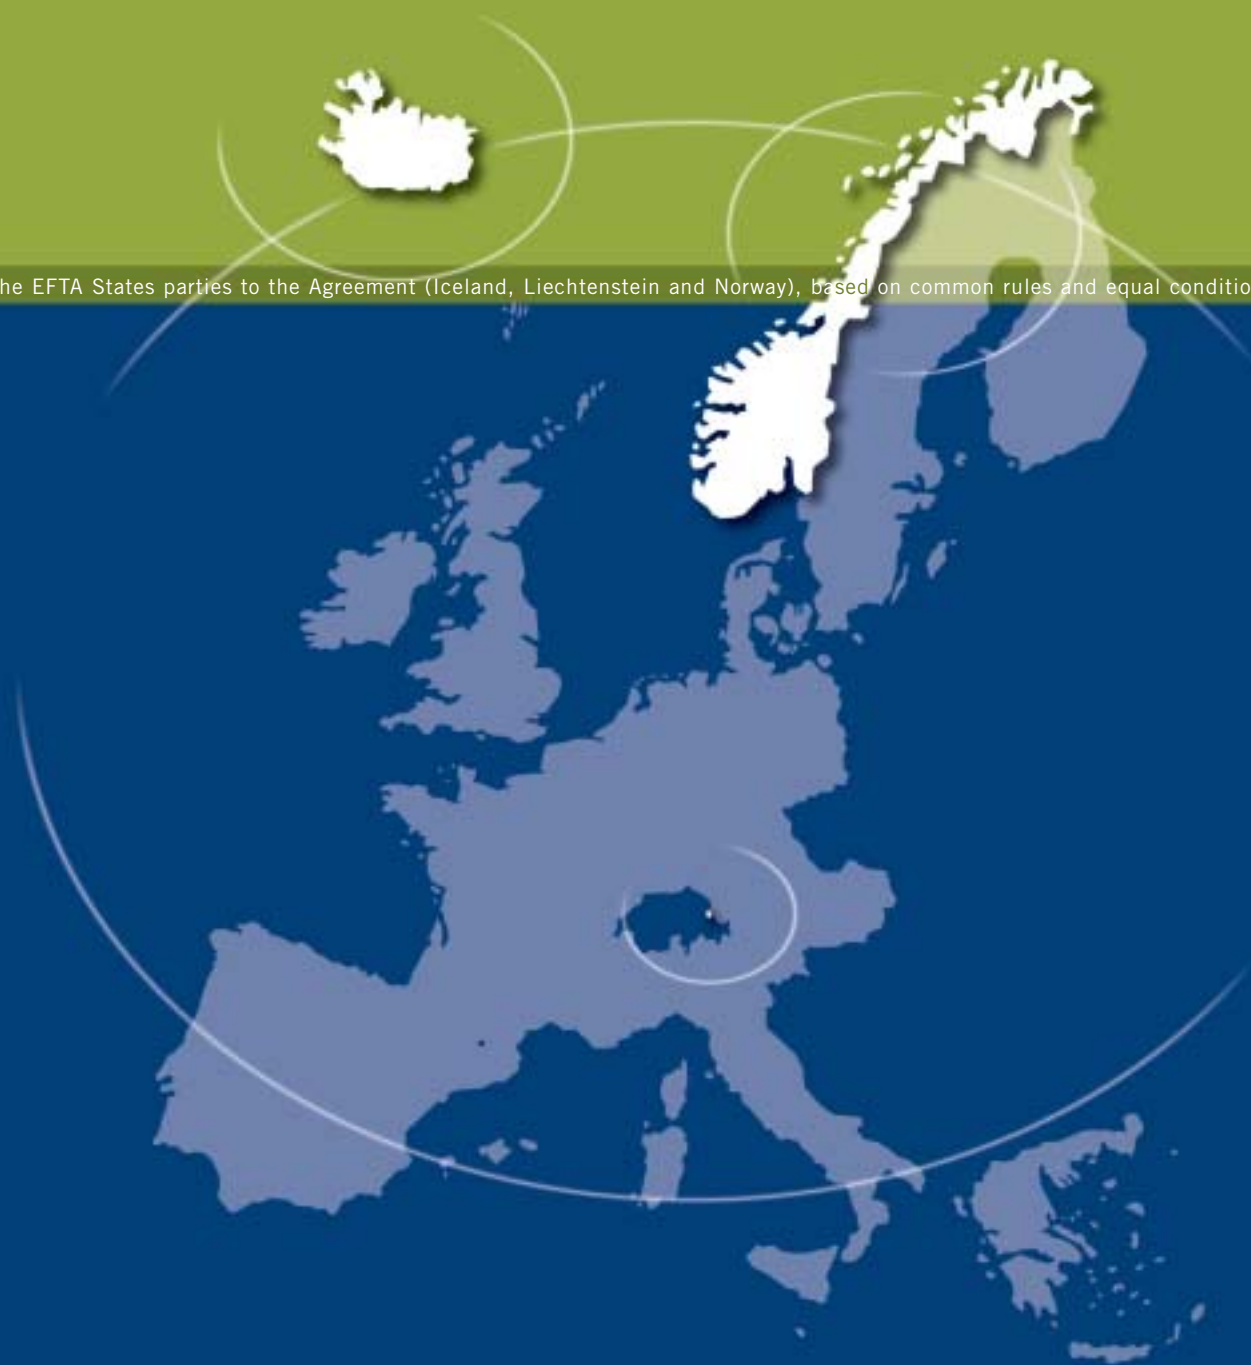 he EFTA States parties to the Agreement (Iceland, Liechtenstein and Norway), based on common rules and equal conditio